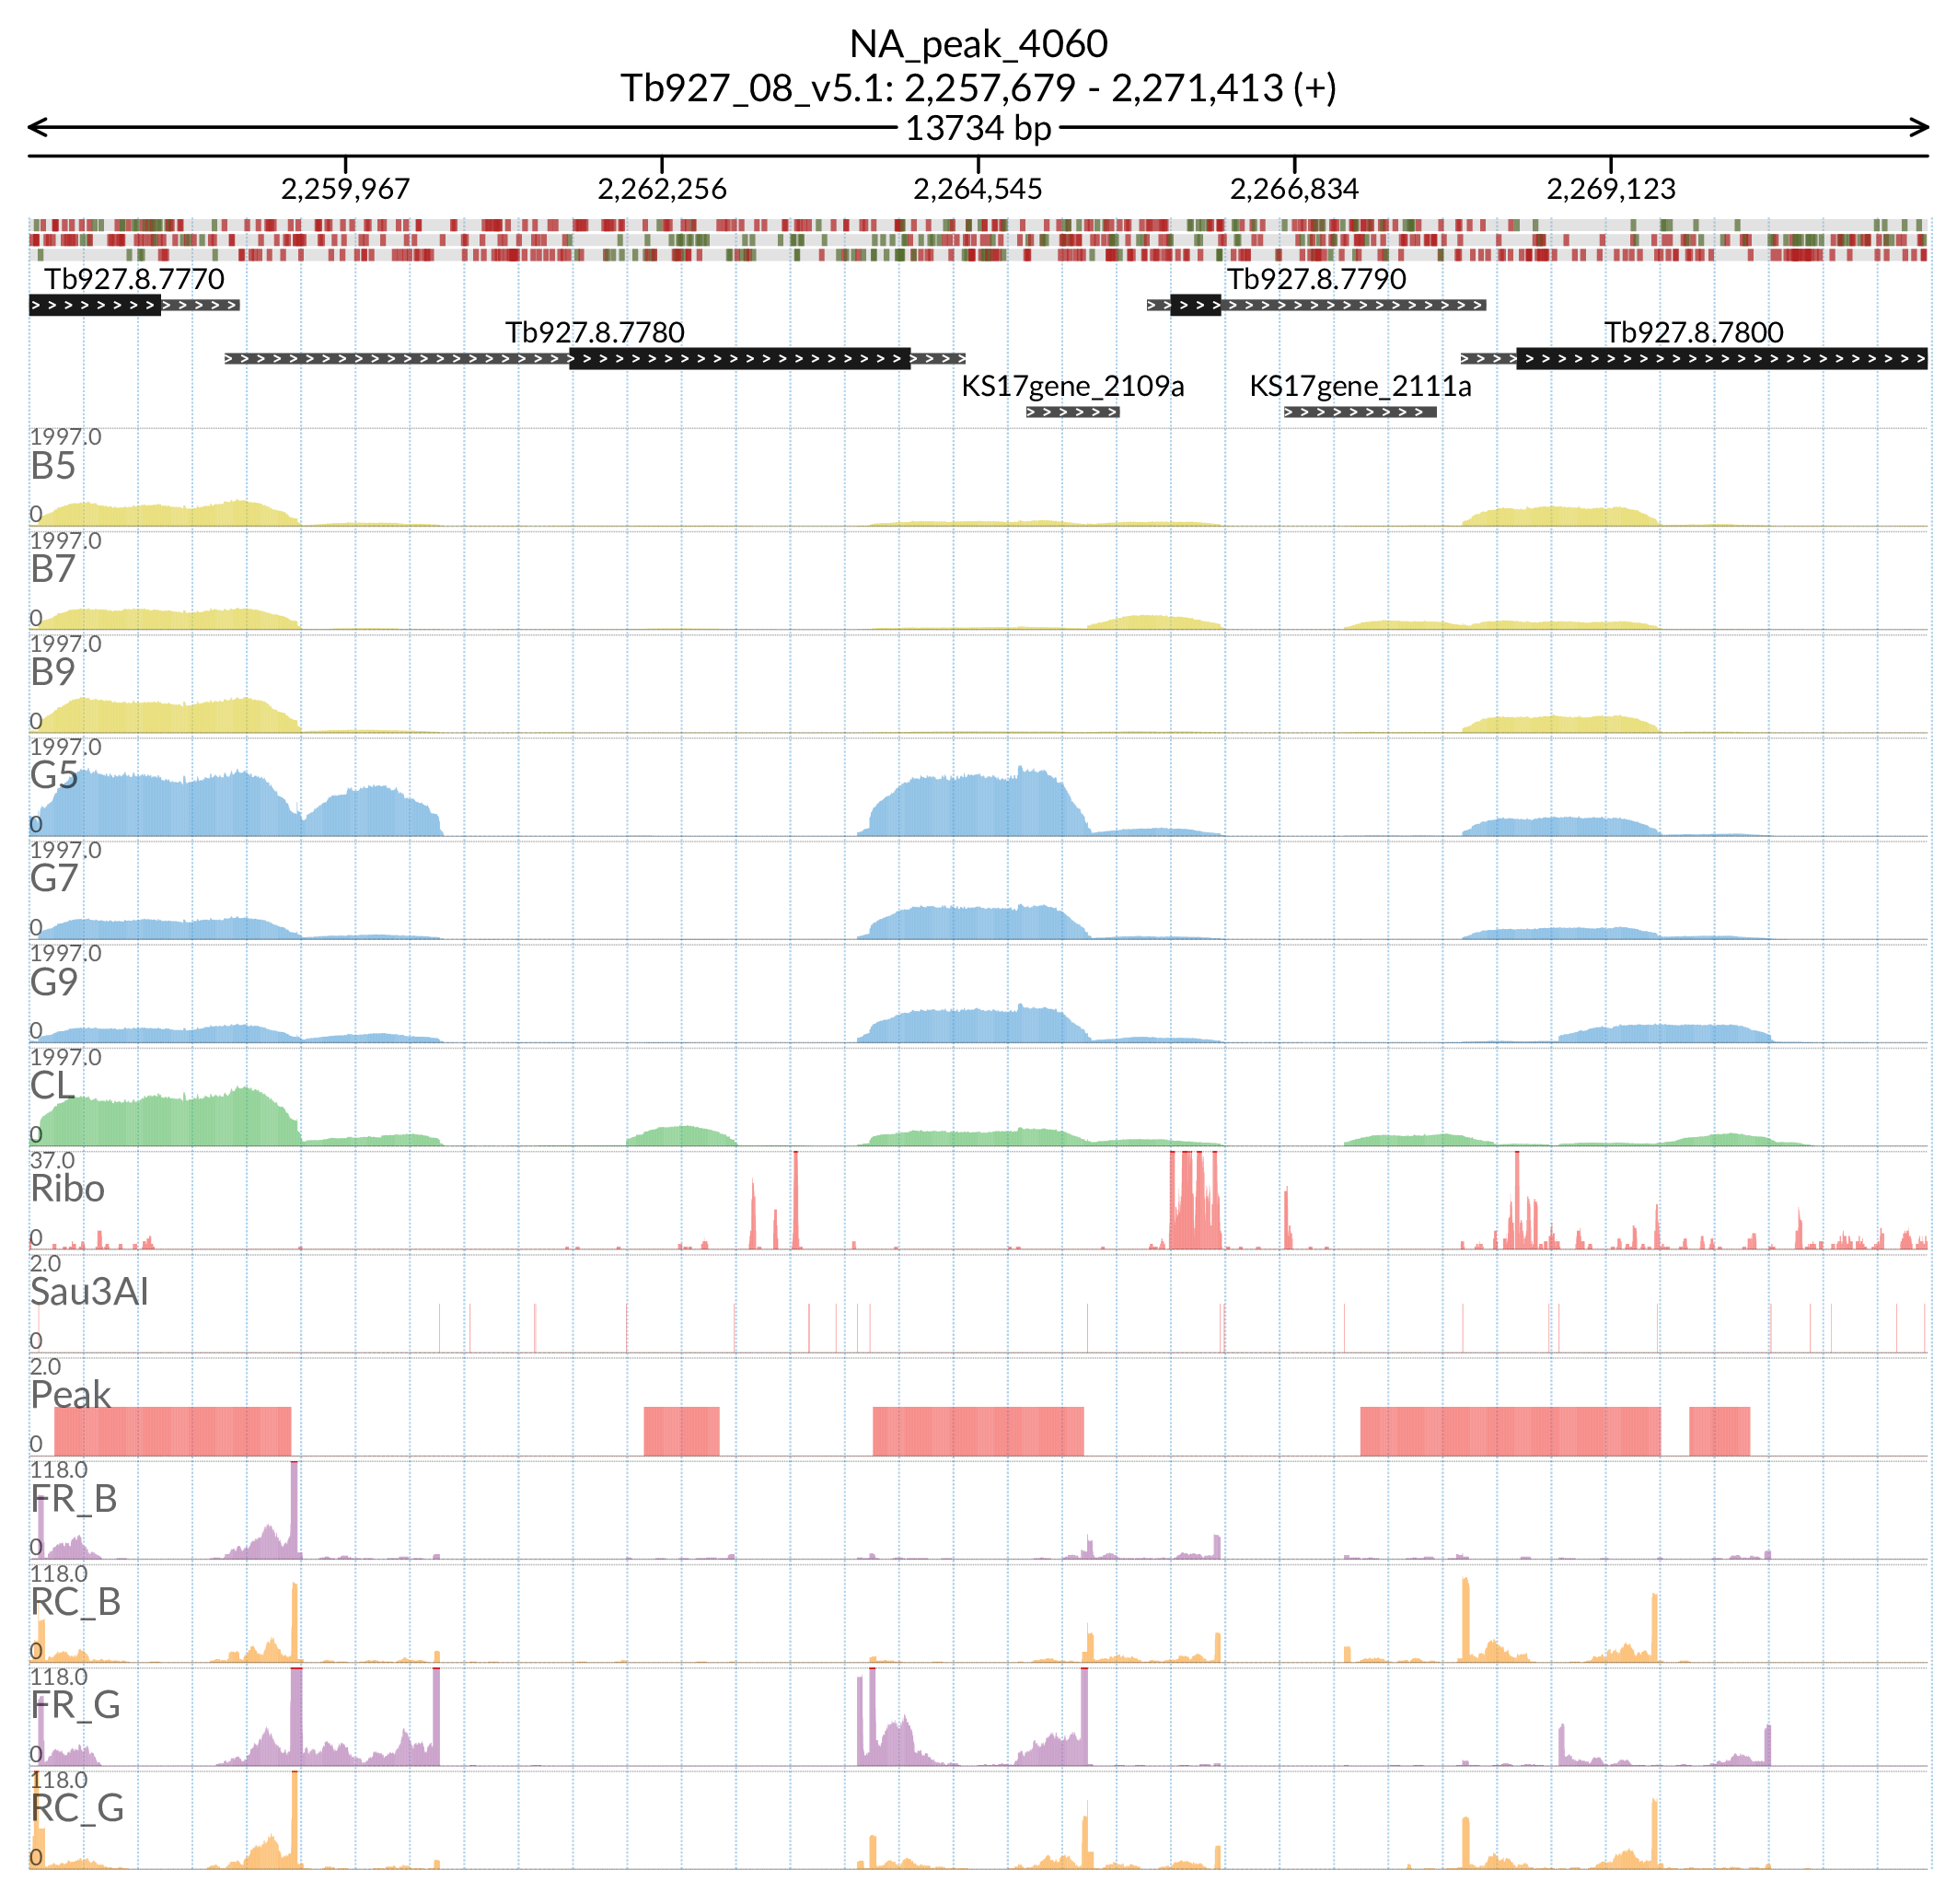 NA_peak_4060
Tb927_08_v5.1: 2,257,679 - 2,271,413 (+)
13734 bp
2,259,967 2,262,256 2,264,545 2,266,834 2,269,123
Tb927.8.7770 Tb927.8.7790
Tb927.8.7780 Tb927.8.7800
KS17gene_2109a KS17gene_2111a
1997.0
B5
0
1997.0
B7
0
1997.0
B9
0
1997.0
G5
0
1997.0
G7
0
1997.0
G9
0
1997.0
CL
0
37.0
Ribo
0
2.0
Sau3AI
0
2.0
Peak
0
118.0
FR_B
0
118.0
RC_B
0
118.0
FR_G
0
118.0
RC_G
0